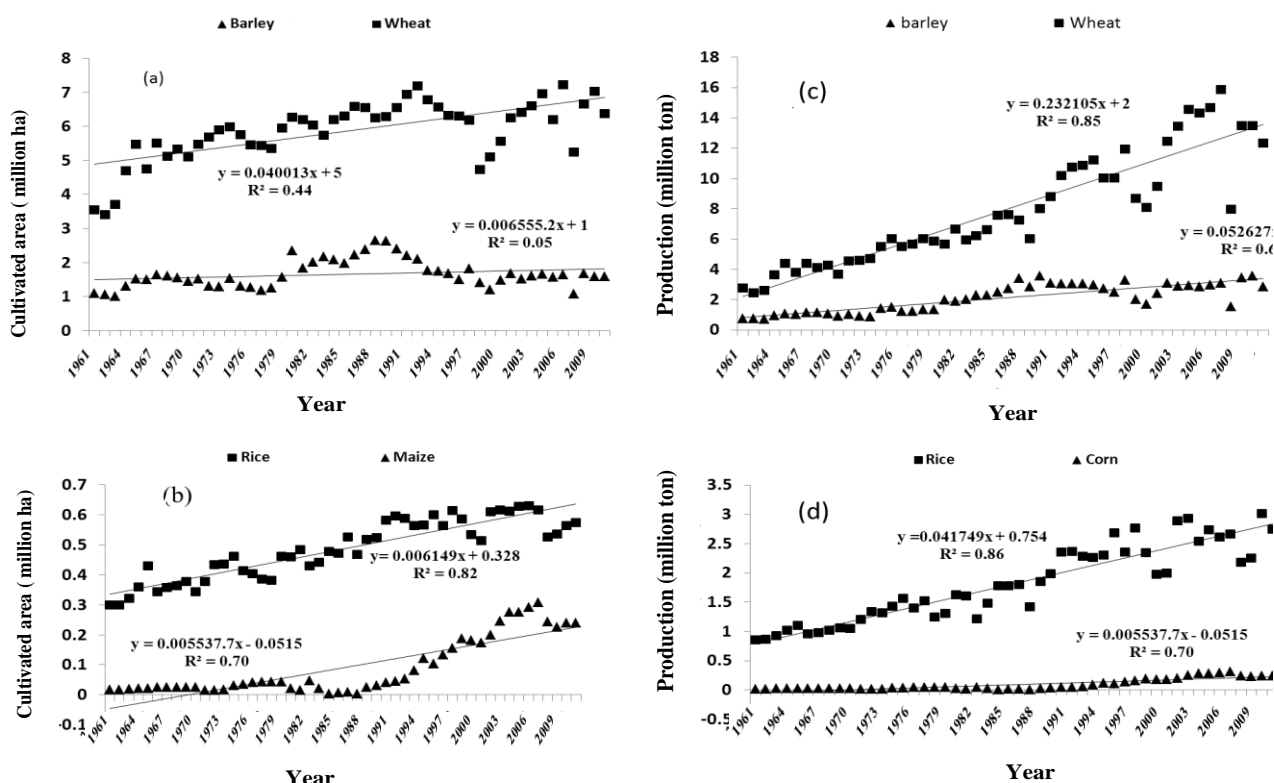 Barley Wheat
(a)
Cultivated area ( million ha)
8
7
6
5
4
3
2
1
0
y = 0.040013x + 5
R² = 0.44
y = 0.006555.2x + 1
R² = 0.05
1961 1964 1967 1970 1973 1976 1979 1982 1985 1988 1991 1994 1997 2000 2003 2006 2009
Year
barley Wheat
(c)
Production (million ton)
18
16
14
12
10
8
6
4
2
0
y = 0.232105x + 2
R² = 0.85
y = 0.052627x
R² = 0.6
1961 1964 1967 1970 1973 1976 1979 1982 1985 1988 1991 1994 1997 2000 2003 2006 2009
Year
Rice Maize
(b)
Cultivated area ( million ha)
0.7
0.6
0.5
0.4
0.3
0.2
0.1
0
-0.1
y = 0.006149x + 0.328
R² = 0.82
y = 0.005537.7x - 0.0515
R² = 0.70
1961 1964 1967 1970 1973 1976 1979 1982 1985 1988 1991 1994 1997 2000 2003 2006 2009
Year
Rice Corn
(d)
Production (million ton)
3.5
3
2.5
2
1.5
1
0.5
0
-0.5
y =0.041749x + 0.754
R² = 0.86
y = 0.005537.7x - 0.0515
R² = 0.70
1961 1964 1967 1970 1973 1976 1979 1982 1985 1988 1991 1994 1997 2000 2003 2006 2009
Year